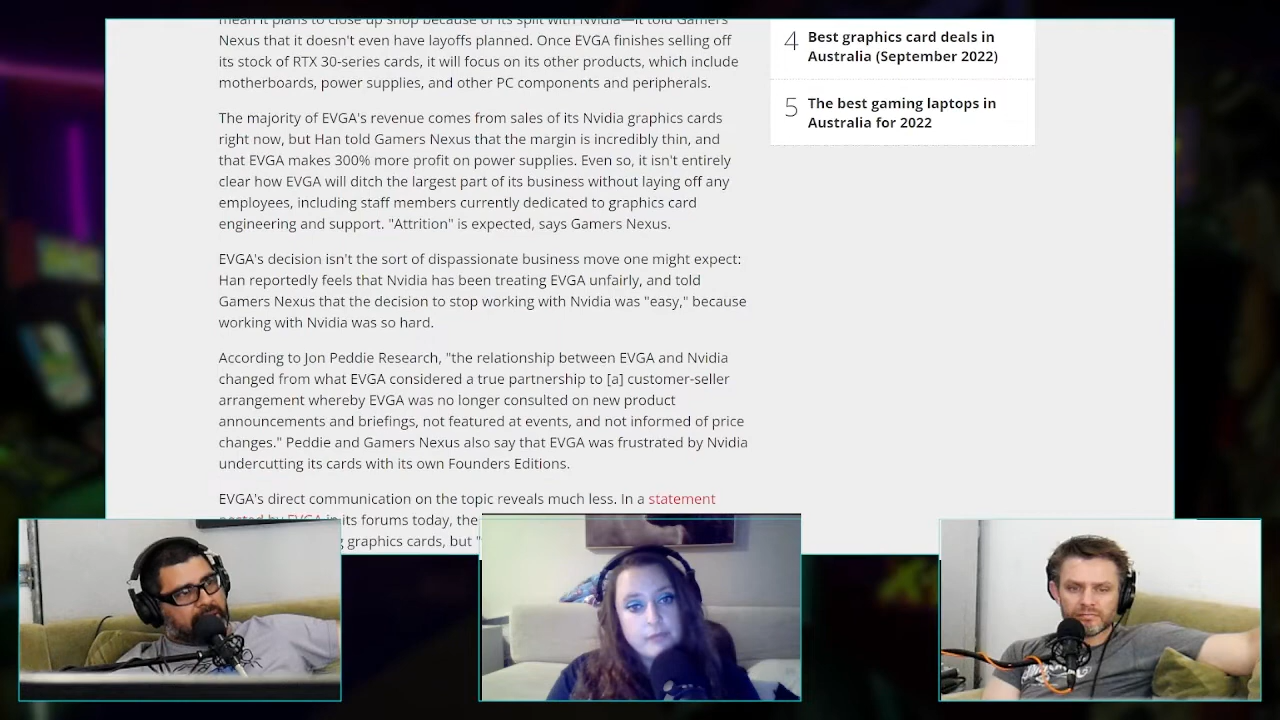 mean it plans to close up shop because of its split with Nvidia—it told Gamers
Nexus that it doesn't even have layoffs planned. Once EVGA finishes selling off
its stock of RTX 30-series cards, it will focus on its other products, which include
motherboards, power supplies, and other PC components and peripherals.
The majority of EVGA's revenue comes from sales of its Nvidia graphics cards
right now, but Han told Gamers Nexus that the margin is incredibly thin, and
that EVGA makes 300% more profit on power supplies. Even so, it isn't entirely
clear how EVGA will ditch the largest part of its business without laying off any
employees, including staff members currently dedicated to graphics card
engineering and support. "Attrition" is expected, says Gamers Nexus.
EVGA's decision isn't the sort of dispassionate business move one might expect:
Han reportedly feels that Nvidia has been treating EVGA unfairly, and told
Gamers Nexus that the decision to stop working with Nvidia was "easy," because
working with Nvidia was so hard.
According to Jon Peddie Research, "the relationship between EVGA and Nvidia
changed from what EVGA considered a true partnership to [a] customer-seller
arrangement whereby EVGA was no longer consulted on new product
announcements and briefings, not featured at events, and not informed of price
changes." Peddie and Gamers Nexus also say that EVGA was frustrated by Nvidia
undercutting its cards with its own Founders Editions.
EVGA's direct communication on the topic reveals much less. In a statement
posted by EVGA in its forums today, the
graphics cards, but "
4 Best graphics card deals in
Australia (September 2022)
5 The best gaming laptops in
Australia for 2022